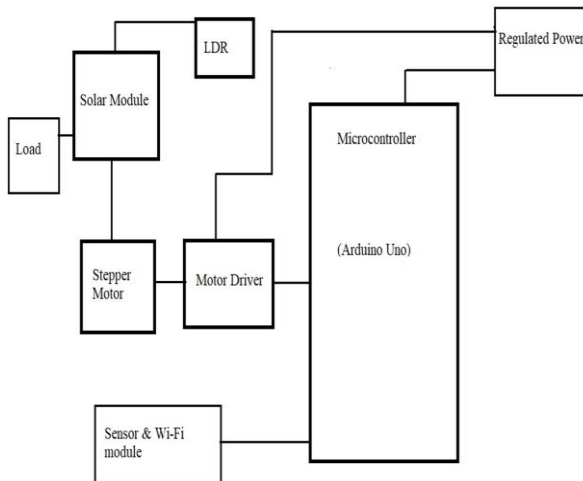 LDR
Regulated Power
Solar Module
Load
Microcontroller
(Arduino Uno)
Stepper
Motor
Motor Driver
Sensor & Wi-Fi
module